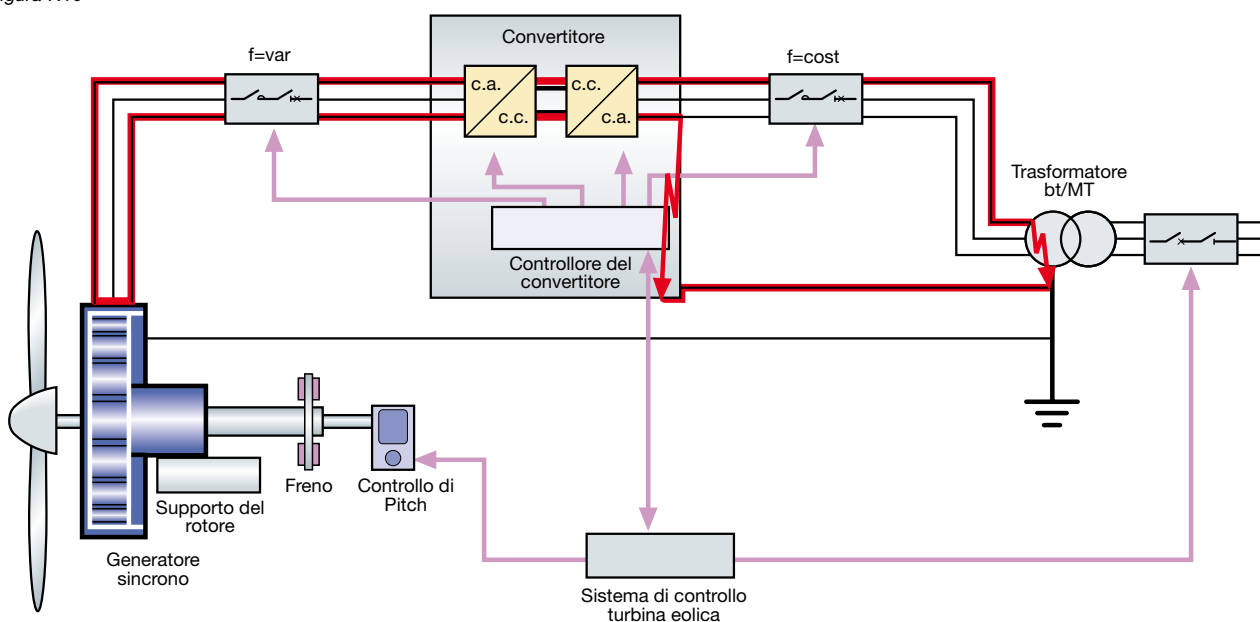 f=var
Convertitore
f=cost
c.a.
c.c.
c.c.
c.a.
Trasformatore
bt/MT
Controllore del
convertitore
Freno
Controllo di
Pitch
Supporto del
rotore
Generatore
sincrono
Sistema di controllo
turbina eolica